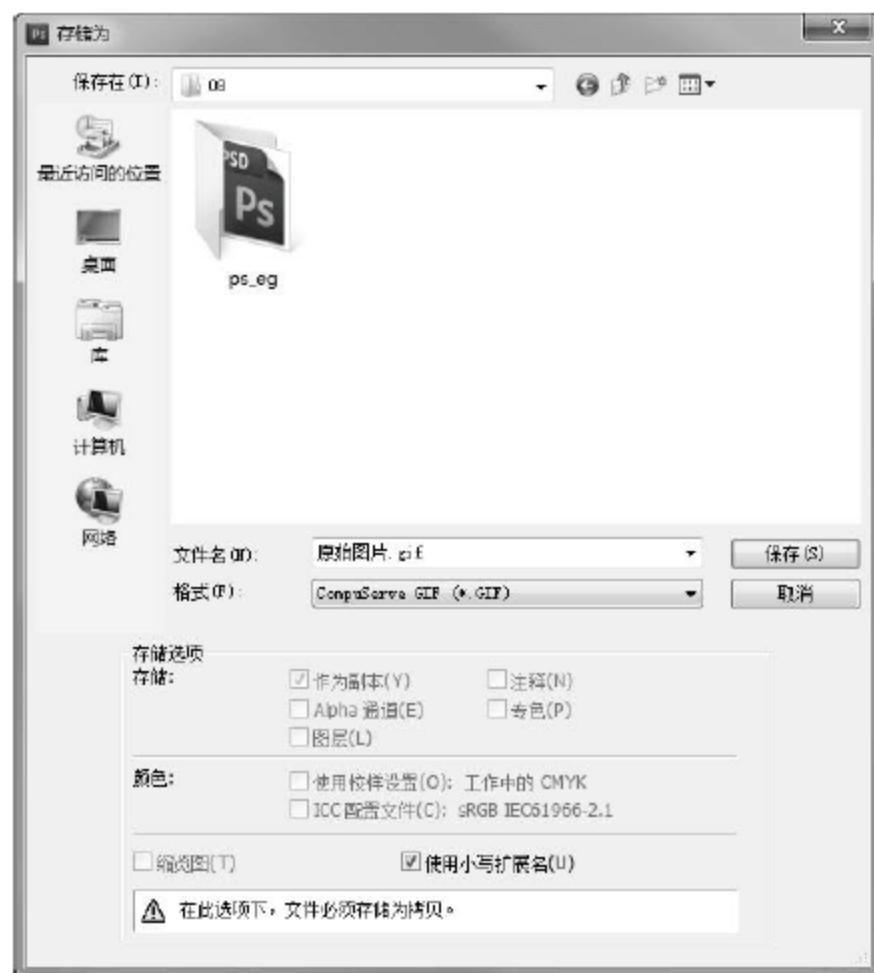 Ps 存储为
保存在(I): 08
最近访问的位置
桌面
库
计算机
网络
PSD
Ps
ps_eg
文件名(N): 原始图片.gif 保存(S)
格式(F): CompuServe GIF (*.GIF) 取消
存储选项
存储: 作为副本(Y) 注释(N)
Alpha 通道(E) 专色(P)
图层(L)
颜色: 使用校样设置(O): 工作中的 CMYK
ICC 配置文件(C): sRGB IEC61966-2.1
缩览图(T) 使用小写扩展名(U)
在此选项下，文件必须存储为拷贝。